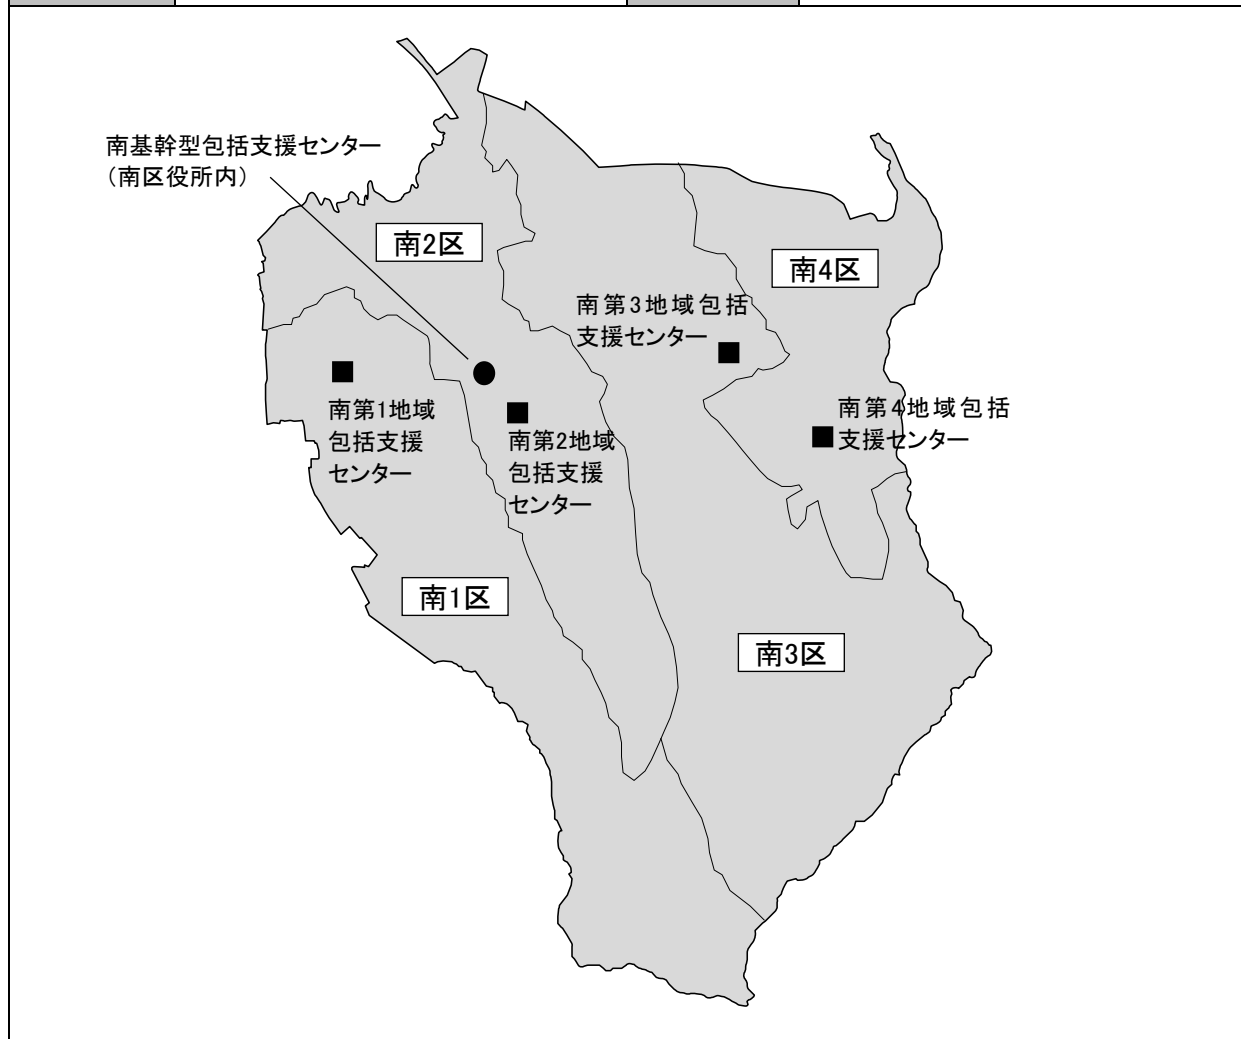 南基幹型包括支援センター
（南区役所内）
南2区
南4区
南第3地域包括
支援センター
南第1地域
包括支援
センター
南第2地域
包括支援
センター
南第4地域包括
支援センター
南1区
南3区